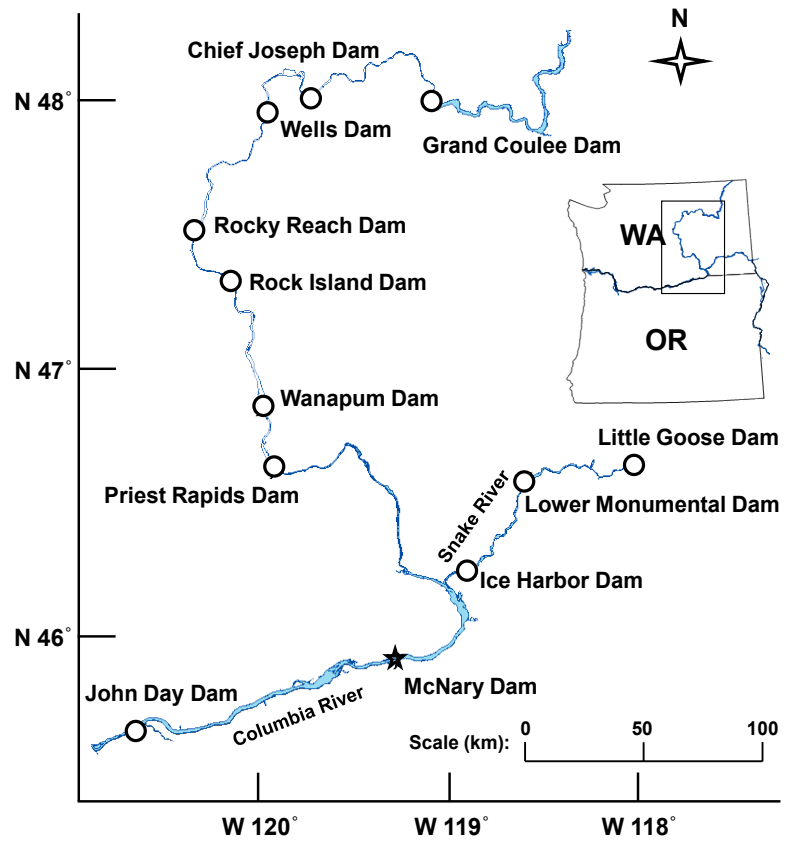 N
Chief Joseph Dam
N 48°
Wells Dam
Grand Coulee Dam
Rocky Reach Dam
WA
Rock Island Dam
OR
N 47°
Wanapum Dam
Little Goose Dam
Priest Rapids Dam
Snake River
Lower Monumental Dam
Ice Harbor Dam
N 46°
John Day Dam
McNary Dam
Columbia River
Scale (km): 0 50 100
W 120° W 119° W 118°